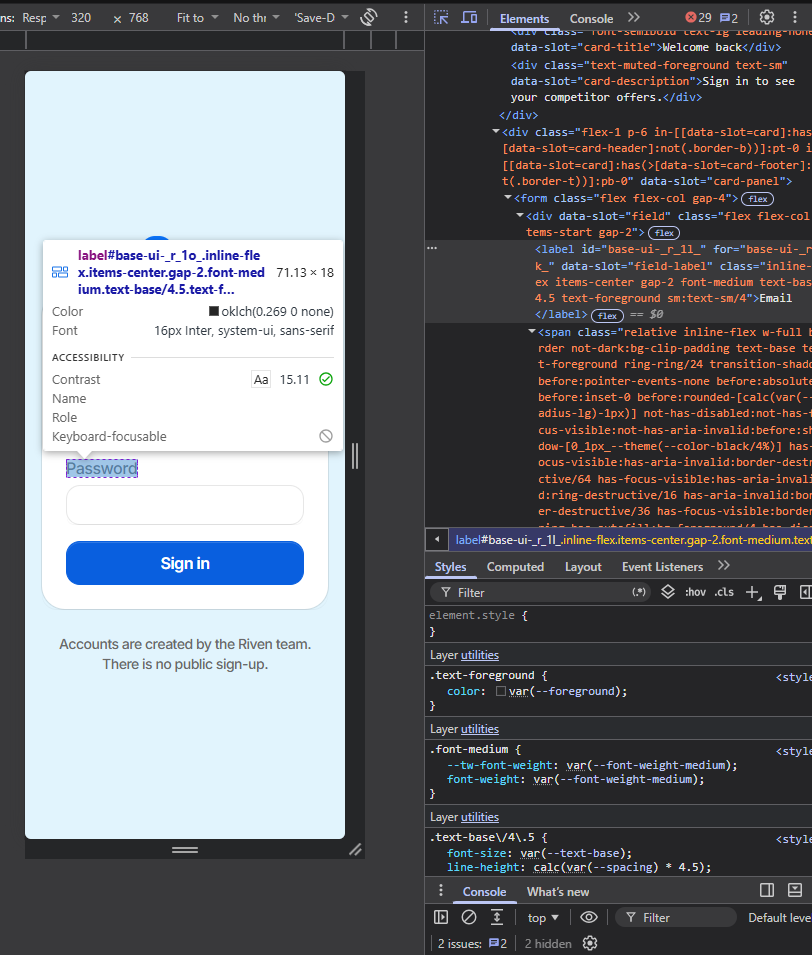 ns: Resp 320 × 768 Fit to No thr 'Save-D
Elements Console 29 2
data-slot="card-title">Welcome back</div>
<div class="text-muted-foreground text-sm"
data-slot="card-description">Sign in to see
your competitor offers.</div>
</div>
<div class="flex-1 p-6 in-[[data-slot=card]:has
[data-slot=card-header]:not(.border-b))]:pt-0 i
[[data-slot=card]:has(>[data-slot=card-footer]:
t(.border-t))]:pb-0" data-slot="card-panel">
<form class="flex flex-col gap-4"> flex
<div data-slot="field" class="flex flex-col
tems-start gap-2"> flex
<label id="base-ui-_r_1l_" for="base-ui-_r_
k_" data-slot="field-label" class="inline-
ex items-center gap-2 font-medium text-bas
4.5 text-foreground sm:text-sm/4">Email
</label> flex == $0
<span class="relative inline-flex w-full b
rder not-dark:bg-clip-padding text-base te
t-foreground ring-ring/24 transition-shado
before:pointer-events-none before:absolute
before:inset-0 before:rounded-[calc(var(--
adius-lg)-1px)] not-has-disabled:not-has-f
cus-visible:not-has-aria-invalid:before:sh
dow-[0_1px_--theme(--color-black/4%)] has-
ocus-visible:has-aria-invalid:border-destr
ctive/64 has-focus-visible:has-aria-invali
d:ring-destructive/16 has-aria-invalid:bor
er-destructive/36 has-focus-visible:border
label#base-ui-_r_1o_.inline-fle
x.items-center.gap-2.font-med
ium.text-base/4.5.text-f... 71.13 × 18
Color oklch(0.269 0 none)
Font 16px Inter, system-ui, sans-serif
ACCESSIBILITY
Contrast Aa 15.11
Name
Role
Keyboard-focusable
Password
Sign in
Accounts are created by the Riven team.
There is no public sign-up.
label#base-ui-_r_1l_.inline-flex.items-center.gap-2.font-medium.text
Styles Computed Layout Event Listeners
Filter :hov .cls
element.style {
}
Layer utilities
.text-foreground { <style
color: var(--foreground);
}
Layer utilities
.font-medium { <style
--tw-font-weight: var(--font-weight-medium);
font-weight: var(--font-weight-medium);
}
Layer utilities
.text-base\/4\.5 { <style
font-size: var(--text-base);
line-height: calc(var(--spacing) * 4.5);
Console What's new
top Filter Default leve
2 issues: 2 2 hidden